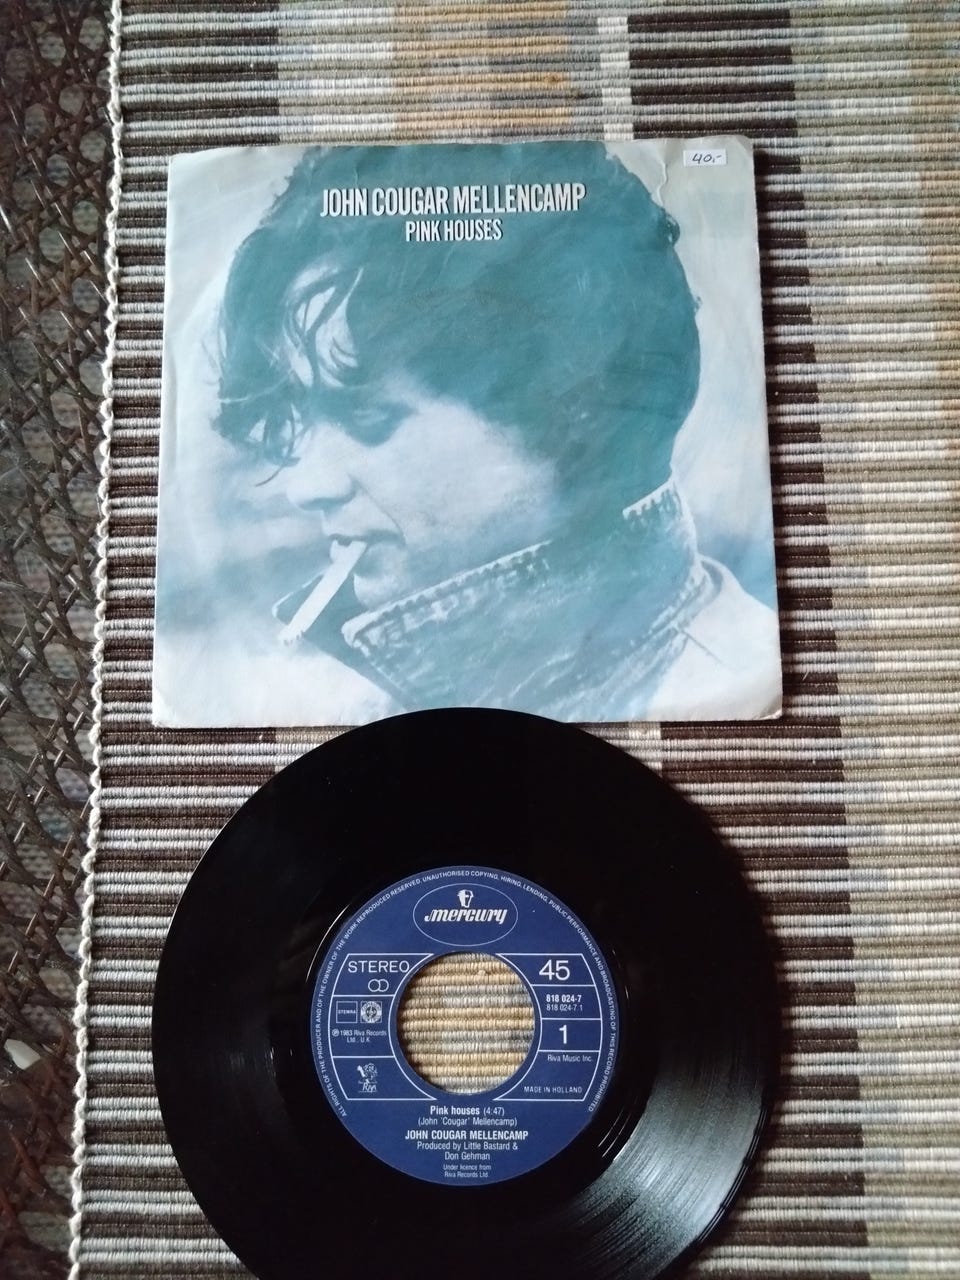 40,-
JOHN COUGAR MELLENCAMP
PINK HOUSES
ALL RIGHTS OF THE PRODUCER AND OF THE OWNER OF THE WORK REPRODUCED RESERVED. UNAUTHORISED COPYING, HIRING, LENDING, PUBLIC PERFORMANCE AND BROADCASTING OF THIS RECORD PROHIBITED.
mercury
STEREO
45
818 024-7
818 024-7 1
STEMRA
℗ 1983 Riva Records
Ltd., U.K.
1
Riva Music Inc.
Riva
MADE IN HOLLAND
Pink houses (4:47)
(John 'Cougar' Mellencamp)
JOHN COUGAR MELLENCAMP
Produced by Little Bastard &
Don Gehman
Under licence from
Riva Records Ltd.